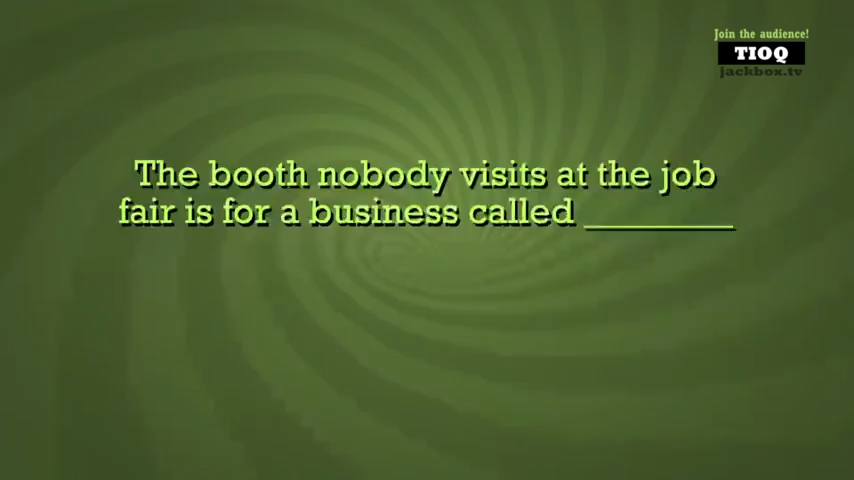 Join the audience!
TIOQ
jackbox.tv
The booth nobody visits at the job
fair is for a business called ________